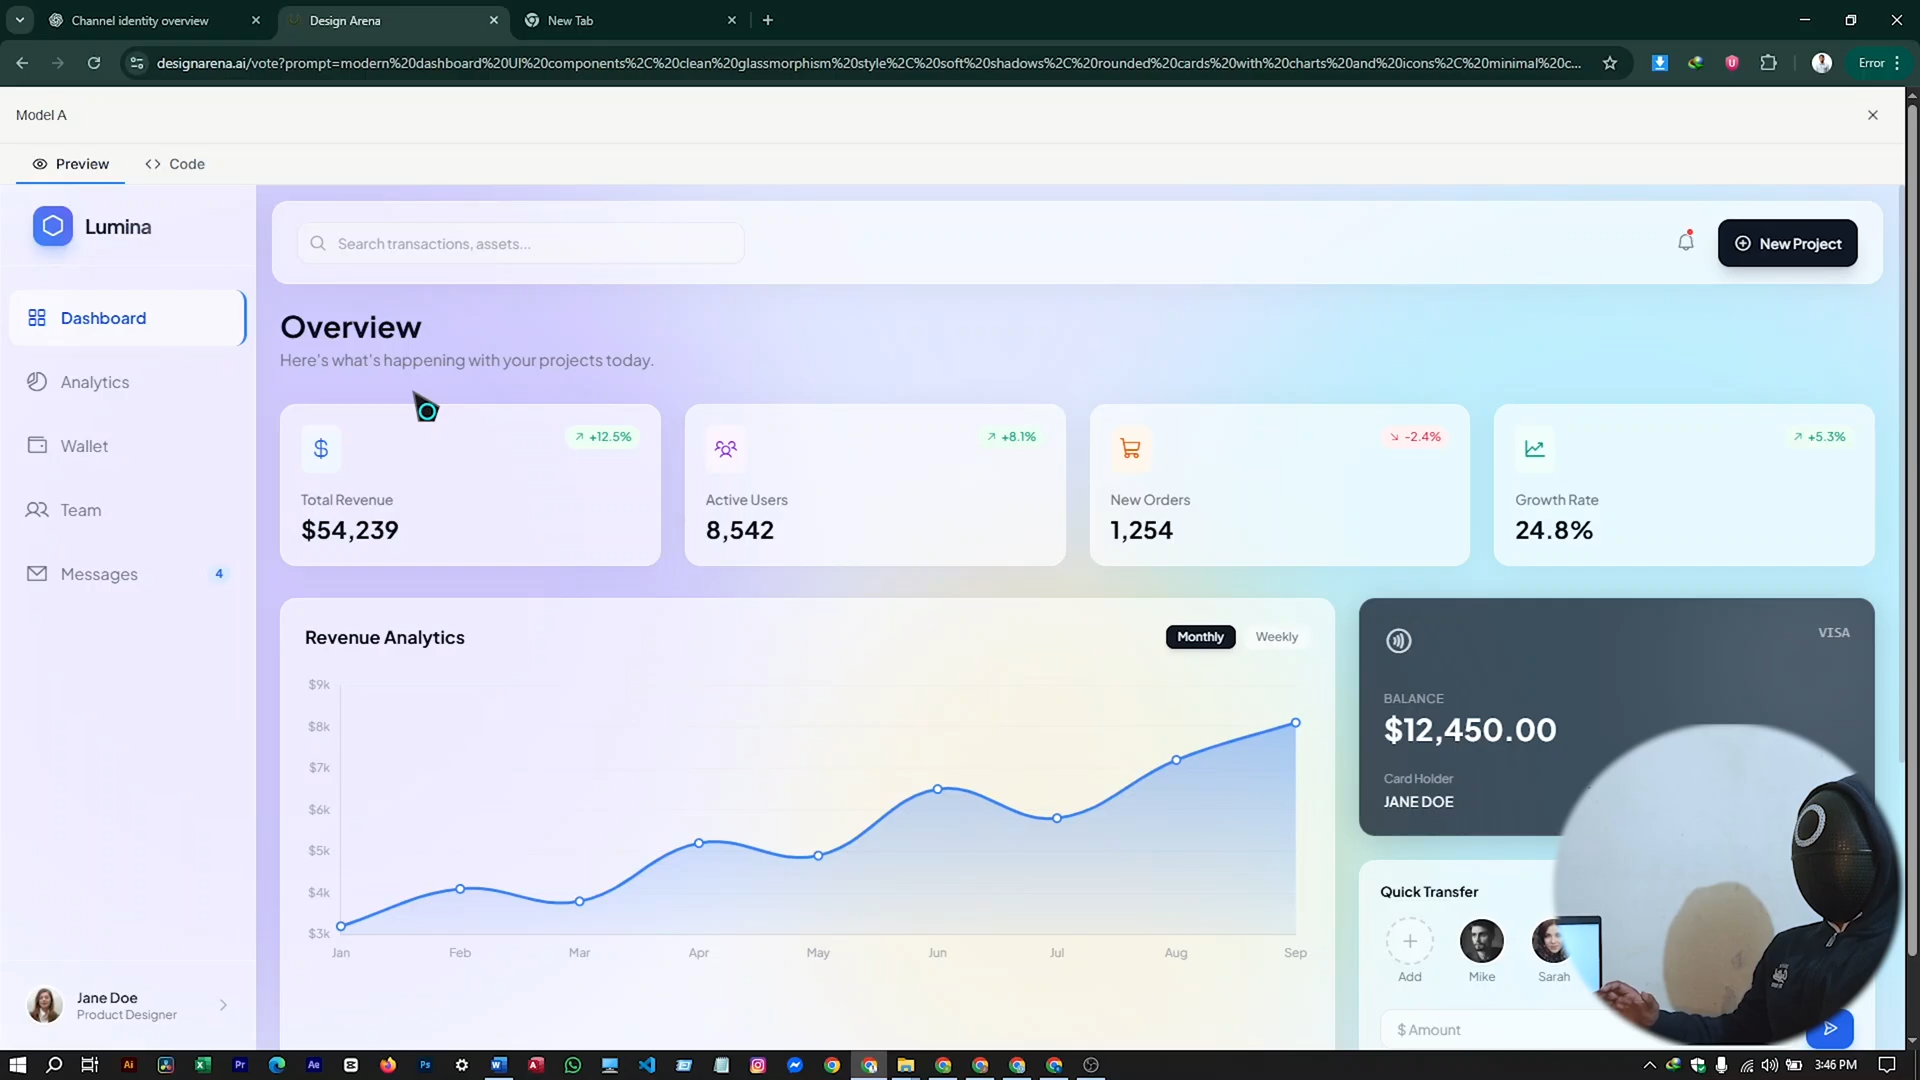 Channel identity overview
Design Arena
New Tab
designarena.ai/vote?prompt=modern%20dashboard%20UI%20components%2C%20clean%20glassmorphism%20style%2C%20soft%20shadows%2C%20rounded%20cards%20with%20charts%20and%20icons%2C%20minimal%20c...
Error
Model A
Preview
Code
Lumina
Search transactions, assets...
New Project
Dashboard
Analytics
Wallet
Team
Messages
4
Overview
Here's what's happening with your projects today.
+12.5%
Total Revenue
$54,239
+8.1%
Active Users
8,542
-2.4%
New Orders
1,254
+5.3%
Growth Rate
24.8%
Revenue Analytics
Monthly
Weekly
$9k
$8k
$7k
$6k
$5k
$4k
$3k
Jan Feb Mar Apr May Jun Jul Aug Sep
VISA
BALANCE
$12,450.00
Card Holder
JANE DOE
Quick Transfer
Add
Mike
Sarah
$ Amount
Jane Doe
Product Designer
3:46 PM